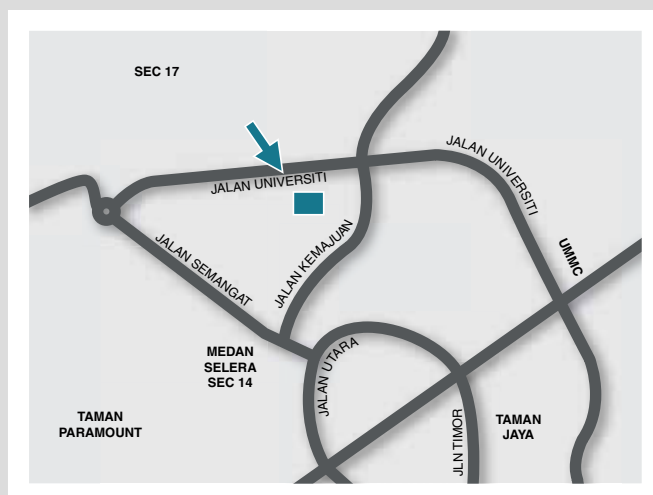 SEC 17
JALAN UNIVERSITI
JALAN UNIVERSITI
UMMC
JALAN KEMAJUAN
JALAN SEMANGAT
MEDAN
SELERA
SEC 14
JALAN UTARA
TAMAN
PARAMOUNT
JLN TIMOR
TAMAN
JAYA